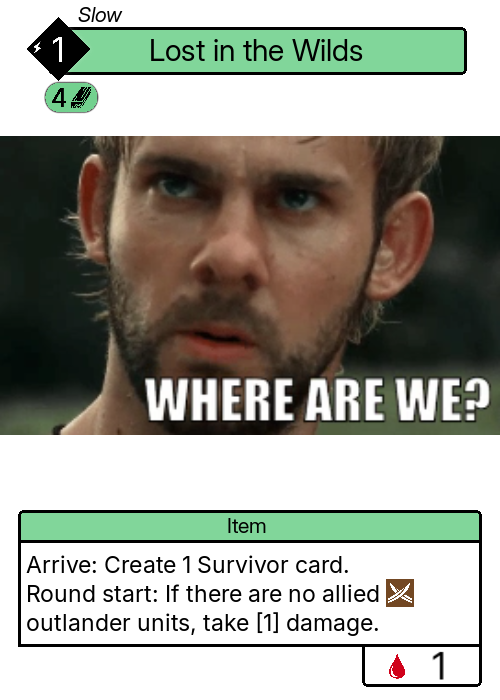 Slow
1
Lost in the Wilds
4
WHERE ARE WE?
Item
Arrive: Create 1 Survivor card.
Round start: If there are no allied
outlander units, take [1] damage.
1